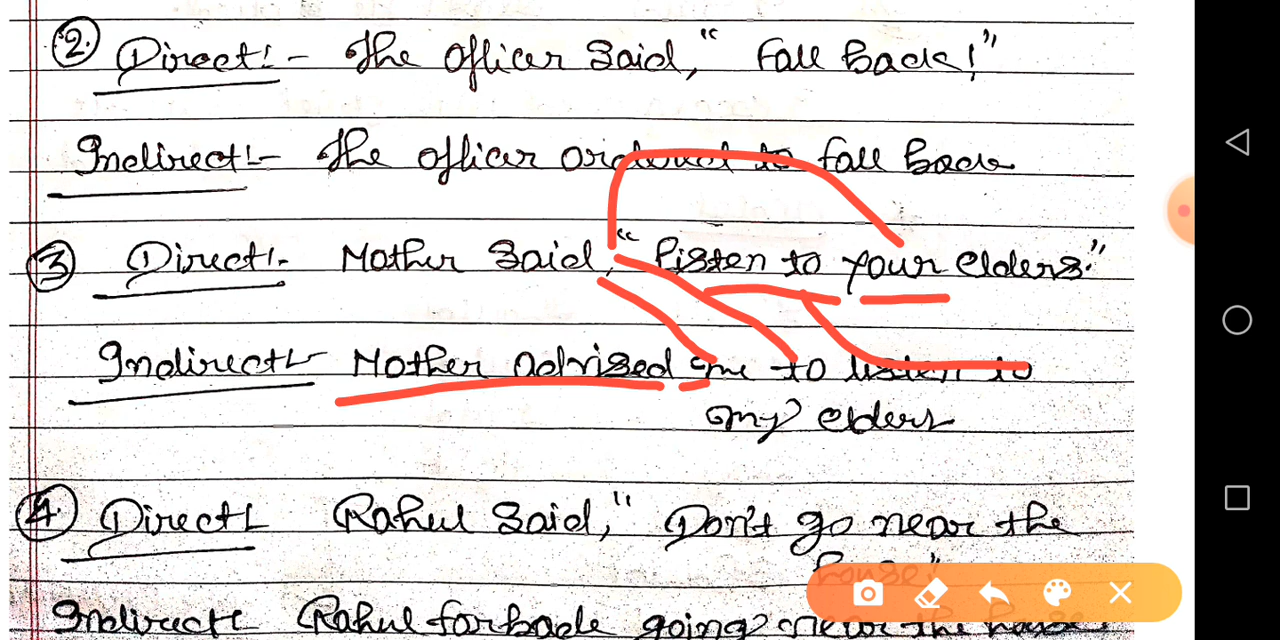 2. Direct:- The officer said, "Fall back!"
Indirect:- The officer ordered to fall back
3 Direct:- Mother said, "Listen to your elders."
Indirect:- Mother advised me to listen to
my elders
4. Direct:- Rahul said, "Don't go near the
house"
Indirect:- Rahul forbade going near the house.